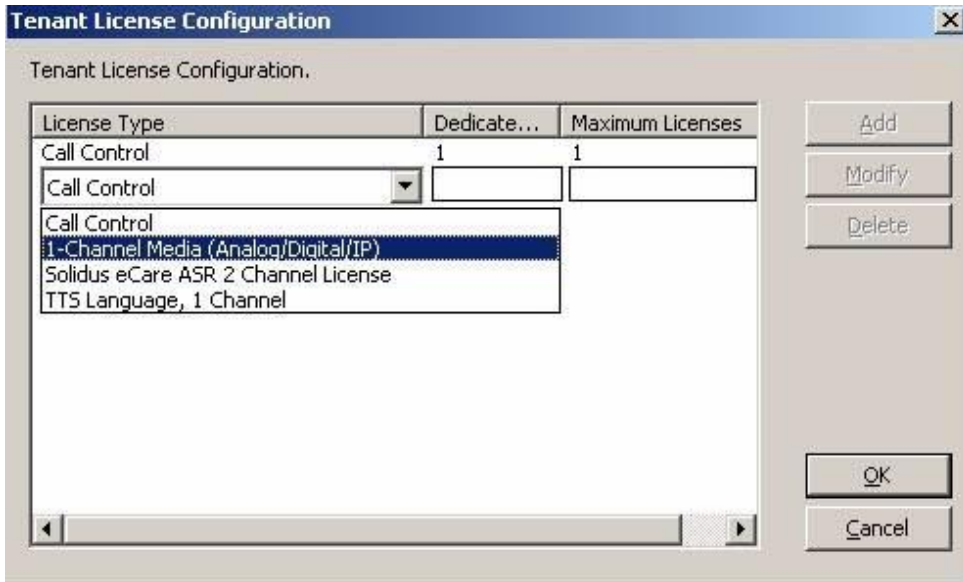 Tenant License Configuration
Tenant License Configuration.
License Type Dedicate... Maximum Licenses
Call Control 1 1
Call Control
Call Control
1-Channel Media (Analog/Digital/IP)
Solidus eCare ASR 2 Channel License
TTS Language, 1 Channel
Add
Modify
Delete
OK
Cancel